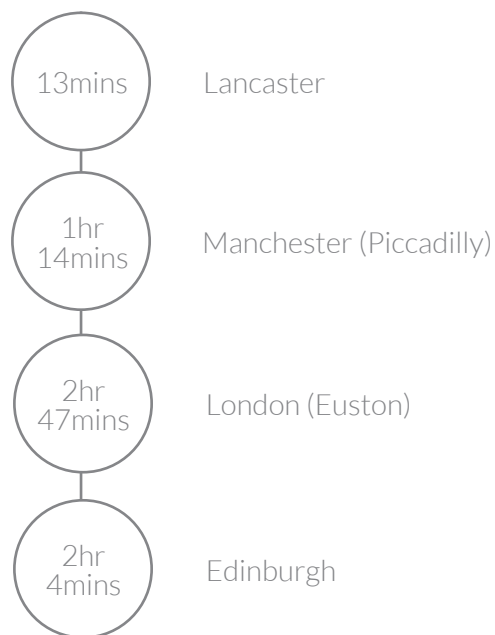 13mins
Lancaster
1hr
14mins
Manchester (Piccadilly)
2hr
47mins
London (Euston)
2hr
4mins
Edinburgh